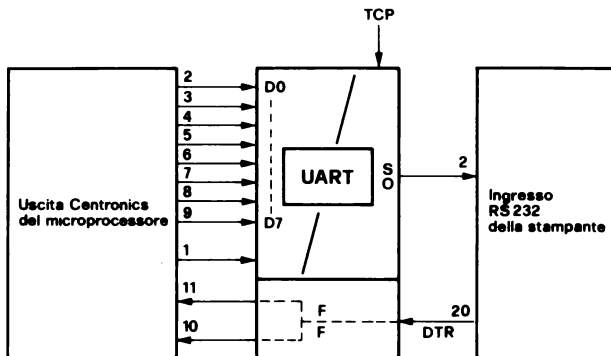 TCP
2
3
4
5
6
7
8
9
1
11
10
D0
D7
UART
SO
F
F
2
20
DTR
Uscita Centronics
del microprocessore
Ingresso
RS 232
della stampante